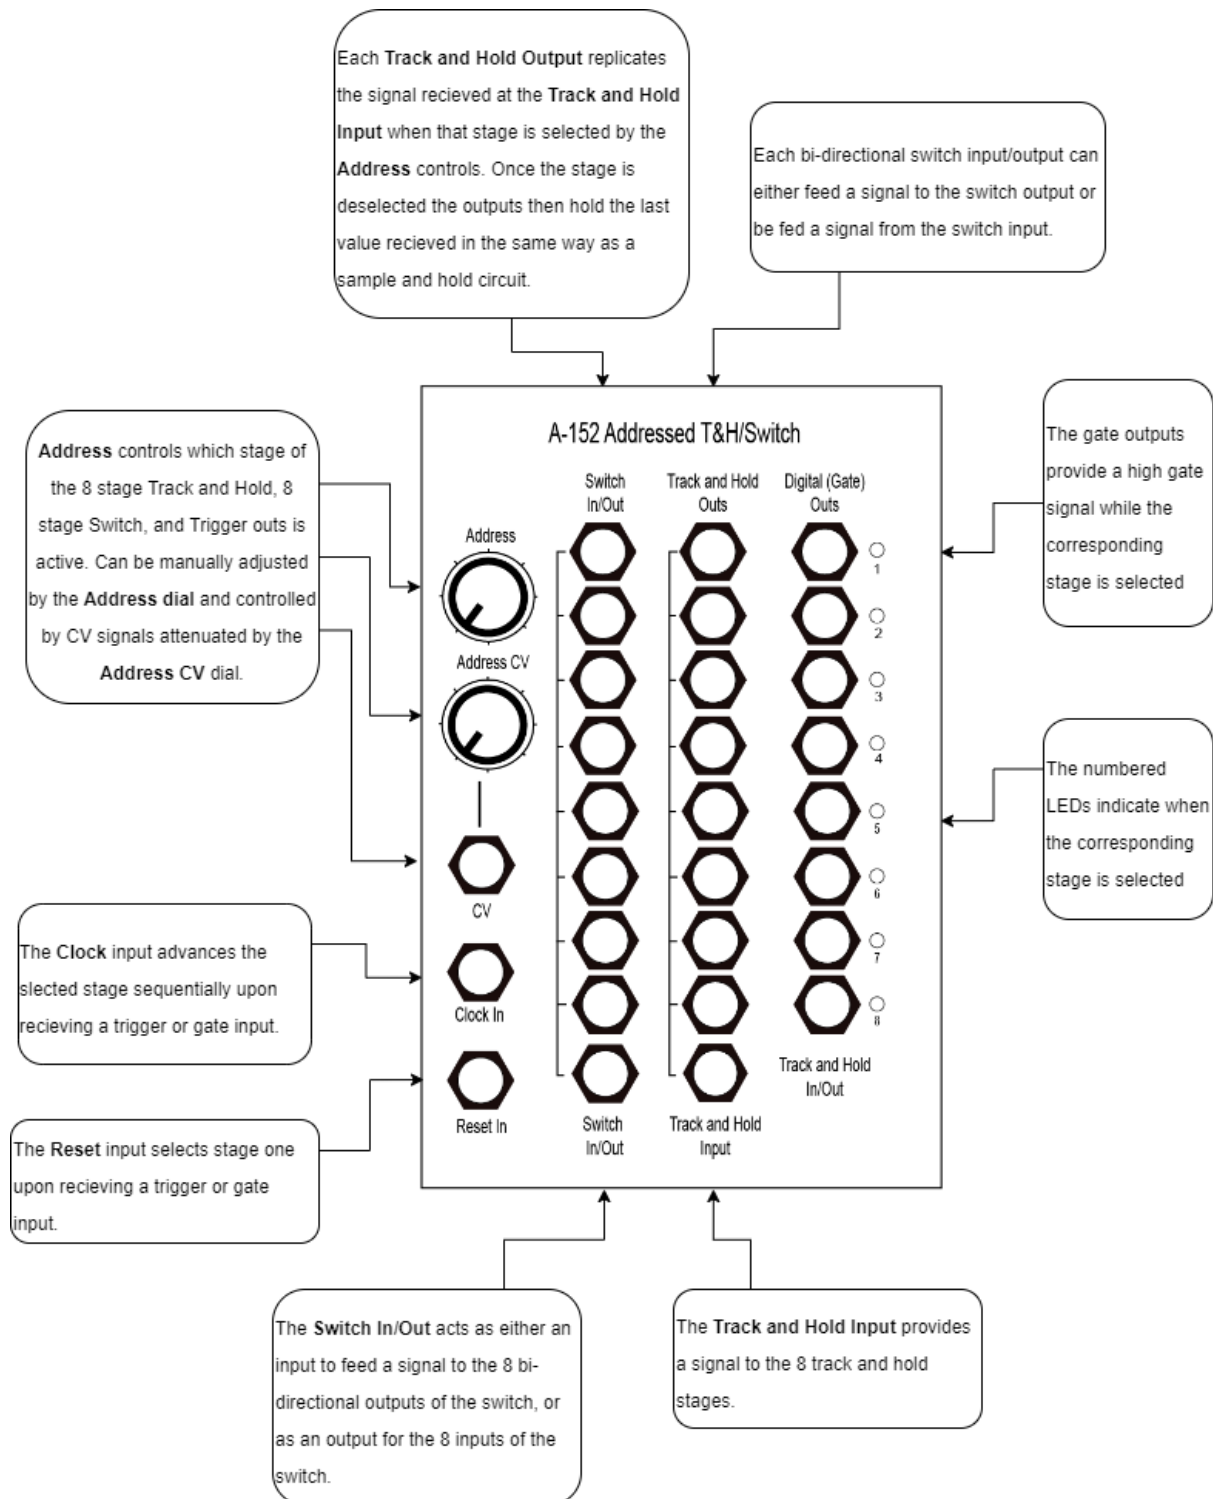 Each Track and Hold Output replicates
the signal recieved at the Track and Hold
Input when that stage is selected by the
Address controls. Once the stage is
deselected the outputs then hold the last
value recieved in the same way as a
sample and hold circuit.
Each bi-directional switch input/output can
either feed a signal to the switch output or
be fed a signal from the switch input.
Address controls which stage of
the 8 stage Track and Hold, 8
stage Switch, and Trigger outs is
active. Can be manually adjusted
by the Address dial and controlled
by CV signals attenuated by the
Address CV dial.
The Clock input advances the
slected stage sequentially upon
recieving a trigger or gate input.
The Reset input selects stage one
upon recieving a trigger or gate
input.
A-152 Addressed T&H/Switch
Address
Address CV
CV
Clock In
Reset In
Switch
In/Out
Track and Hold
Outs
Digital (Gate)
Outs
1
2
3
4
5
6
7
8
Switch
In/Out
Track and Hold
Input
Track and Hold
In/Out
The gate outputs
provide a high gate
signal while the
corresponding
stage is selected
The numbered
LEDs indicate when
the corresponding
stage is selected
The Switch In/Out acts as either an
input to feed a signal to the 8 bi-
directional outputs of the switch, or
as an output for the 8 inputs of the
switch.
The Track and Hold Input provides
a signal to the 8 track and hold
stages.